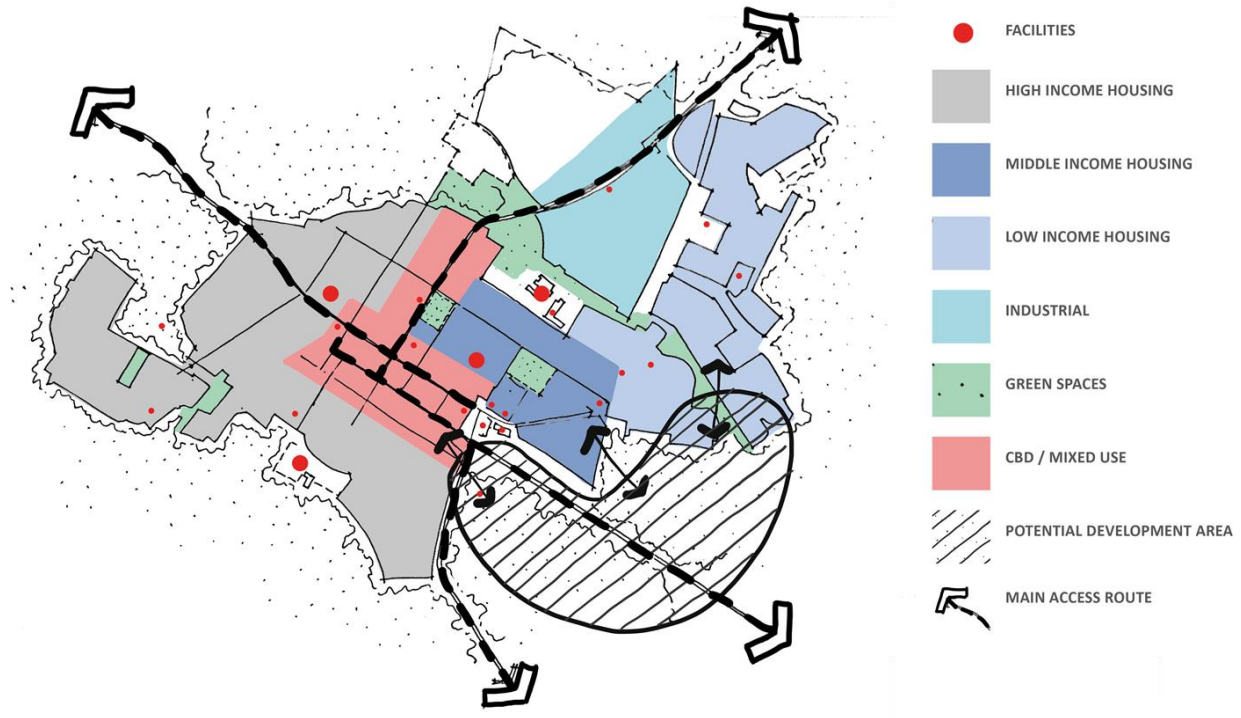 FACILITIES
HIGH INCOME HOUSING
MIDDLE INCOME HOUSING
LOW INCOME HOUSING
INDUSTRIAL
GREEN SPACES
CBD / MIXED USE
POTENTIAL DEVELOPMENT AREA
MAIN ACCESS ROUTE